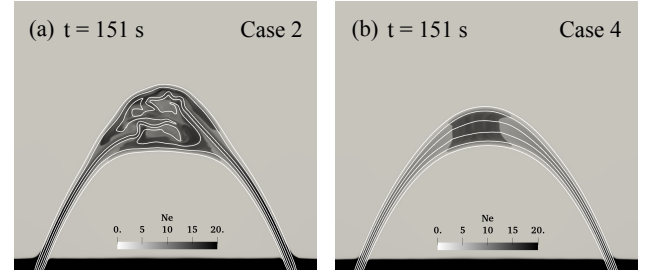 (a) t = 151 s Case 2
Ne
0. 5 10 15 20.
(b) t = 151 s Case 4
Ne
0. 5 10 15 20.